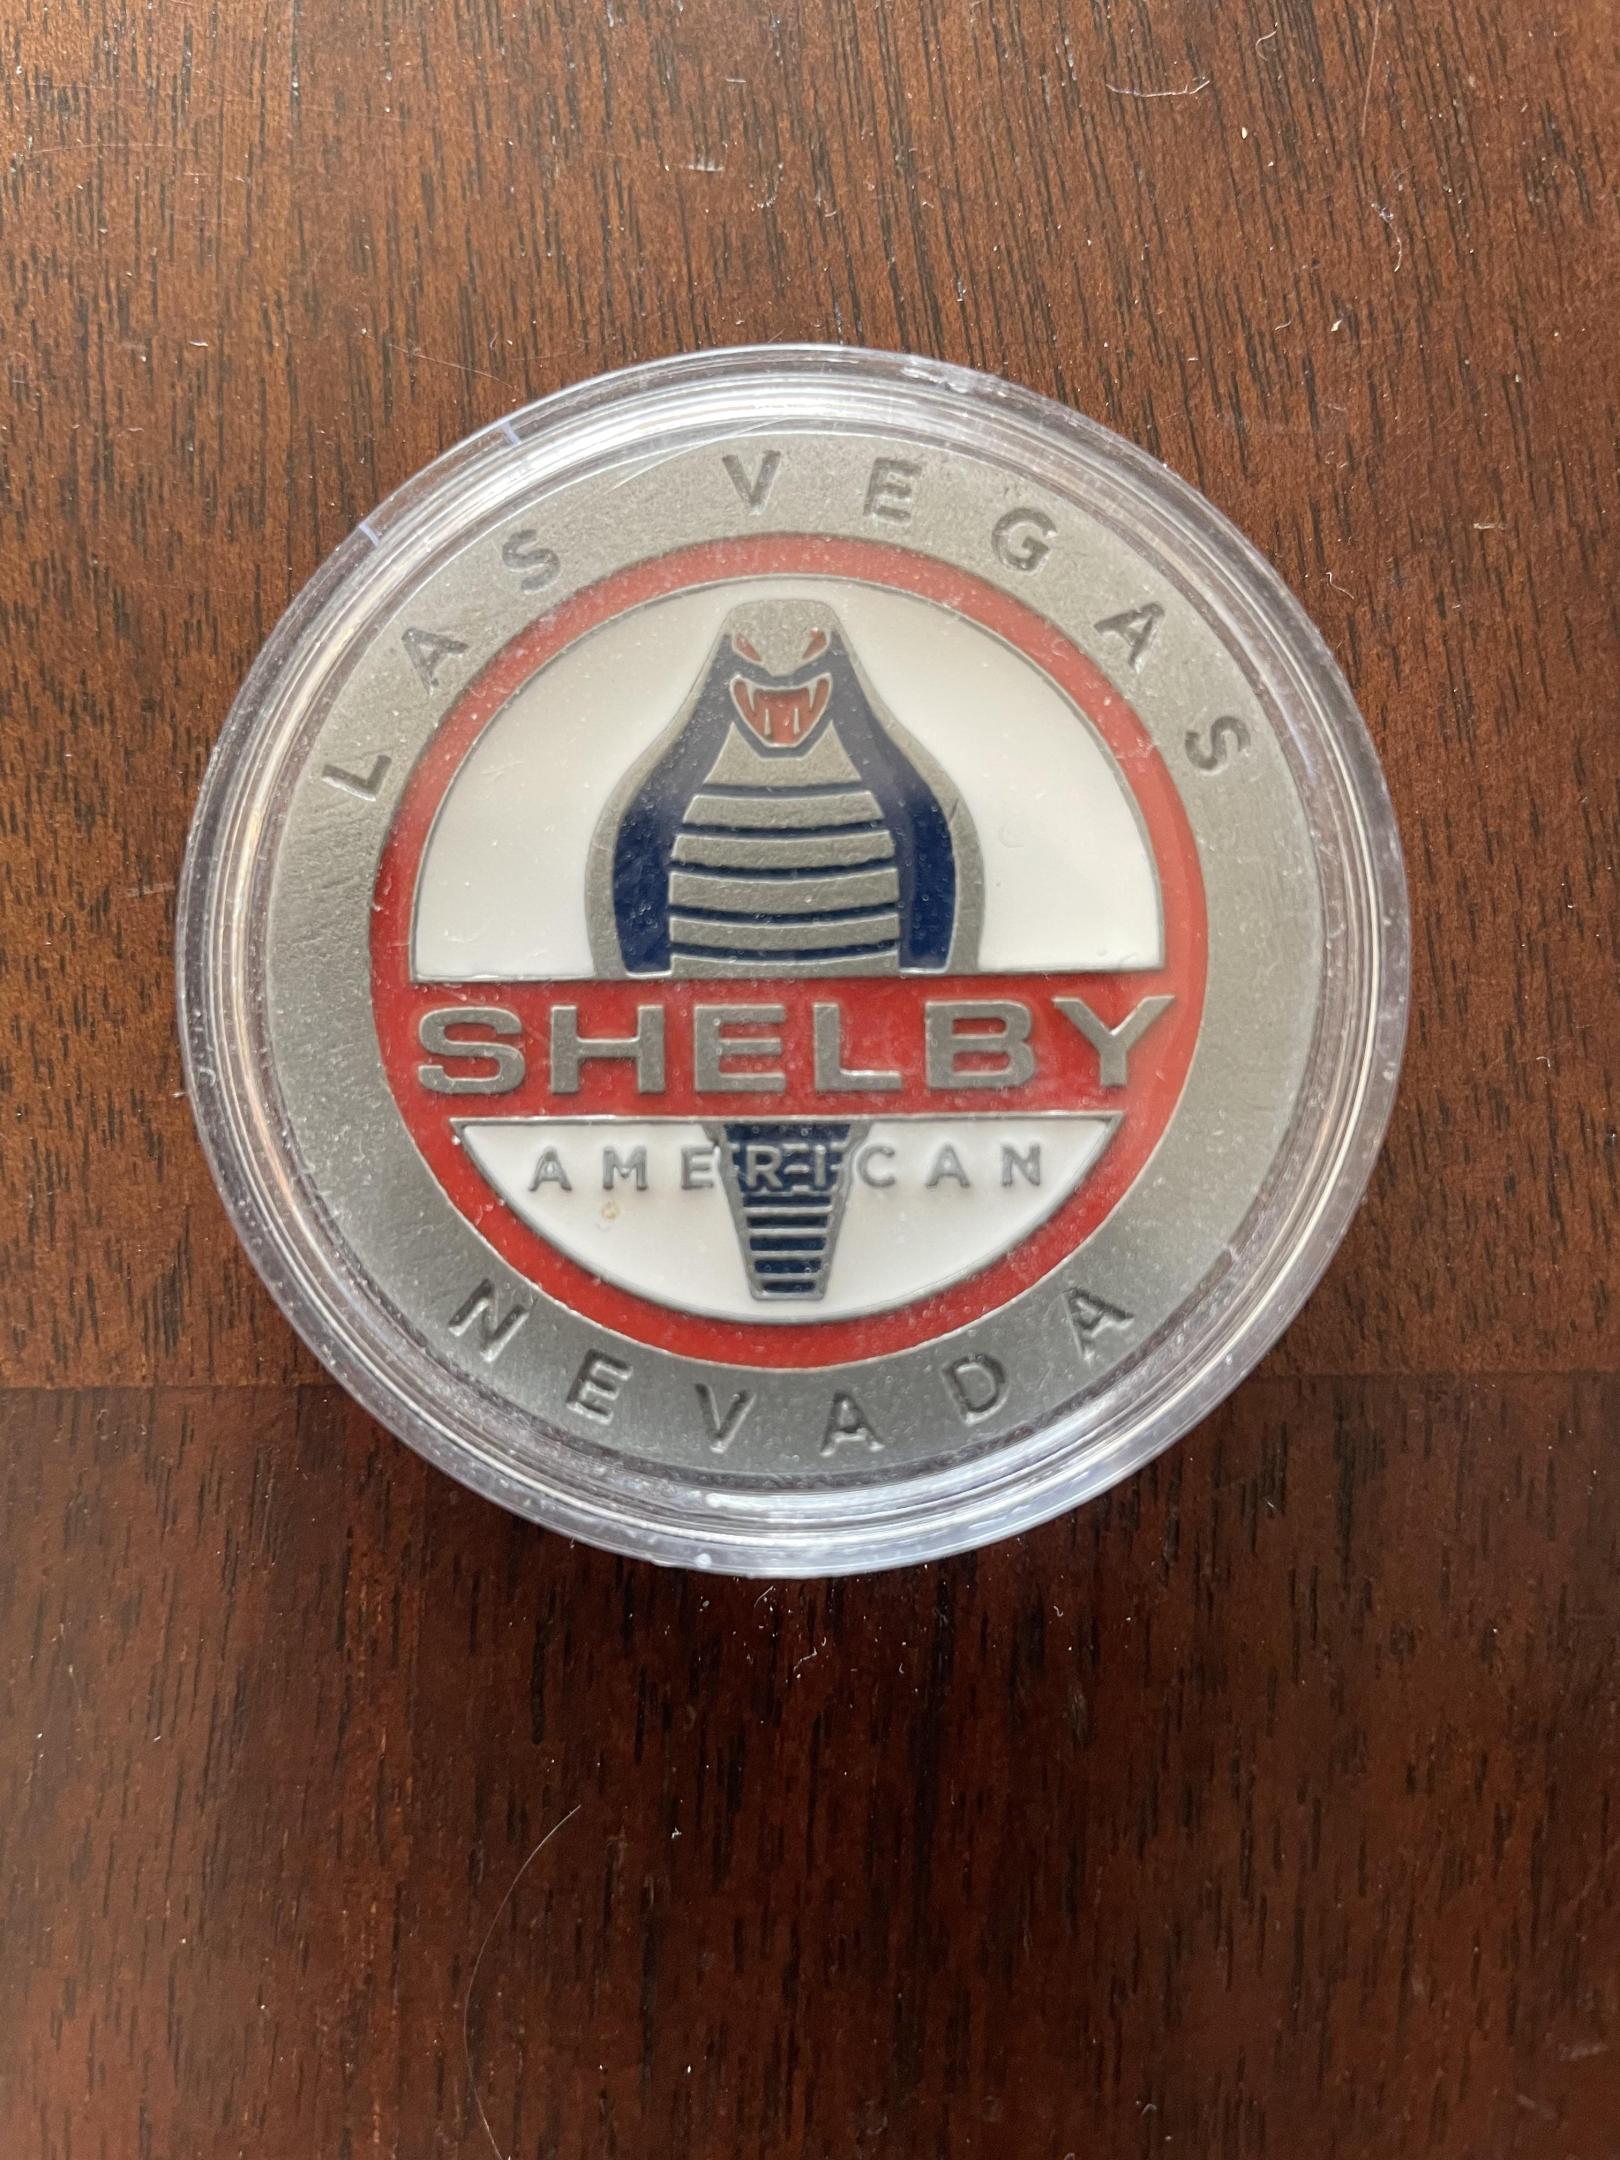 LAS VEGAS
SHELBY
AMERICAN
NEVADA